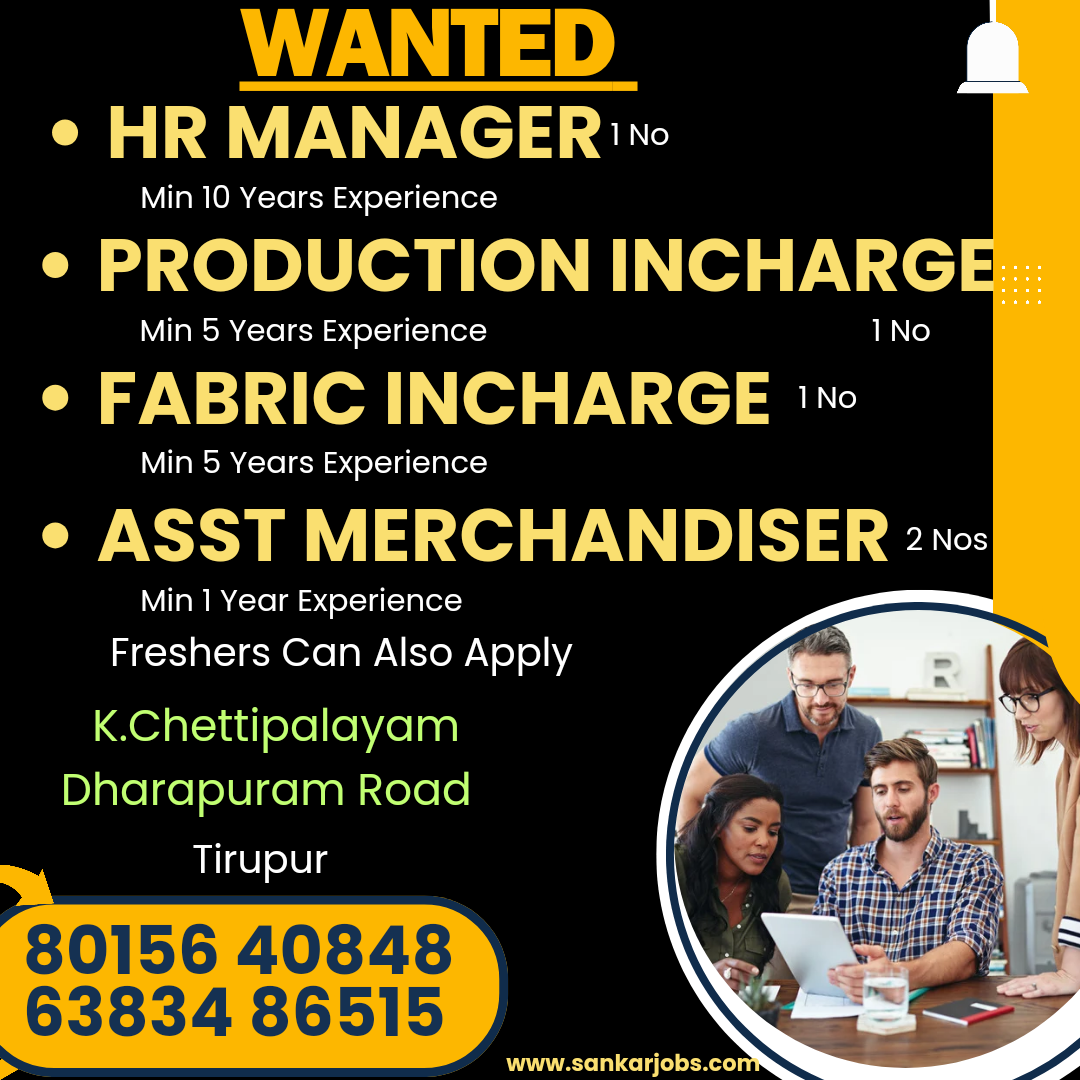 WANTED
HR MANAGER 1 No
Min 10 Years Experience
PRODUCTION INCHARGE
Min 5 Years Experience 1 No
FABRIC INCHARGE 1 No
Min 5 Years Experience
ASST MERCHANDISER 2 Nos
Min 1 Year Experience
Freshers Can Also Apply
K.Chettipalayam
Dharapuram Road
Tirupur
80156 40848
63834 86515
www.sankarjobs.com
R